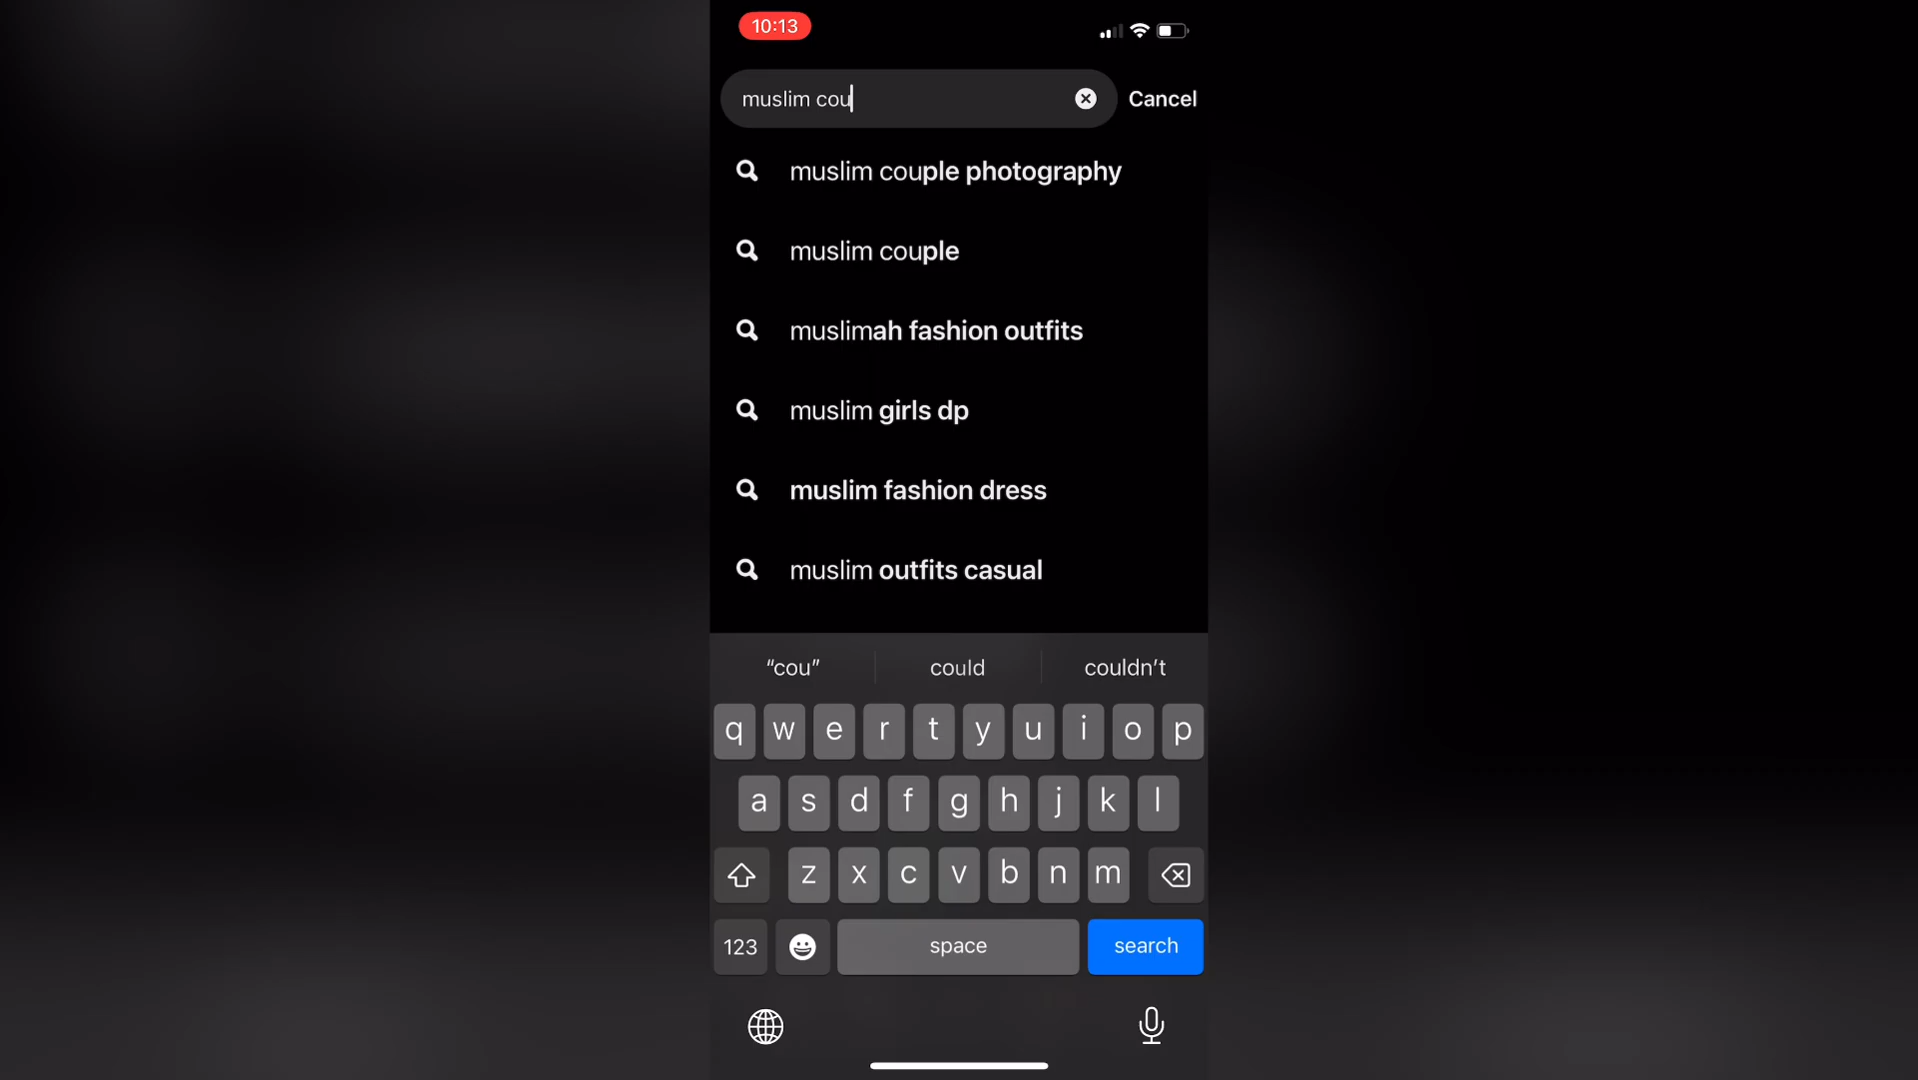 10:13
muslim cou
Cancel
muslim couple photography
muslim couple
muslimah fashion outfits
muslim girls dp
muslim fashion dress
muslim outfits casual
“cou” could couldn’t
q w e r t y u i o p
a s d f g h j k l
z x c v b n m
123 space search